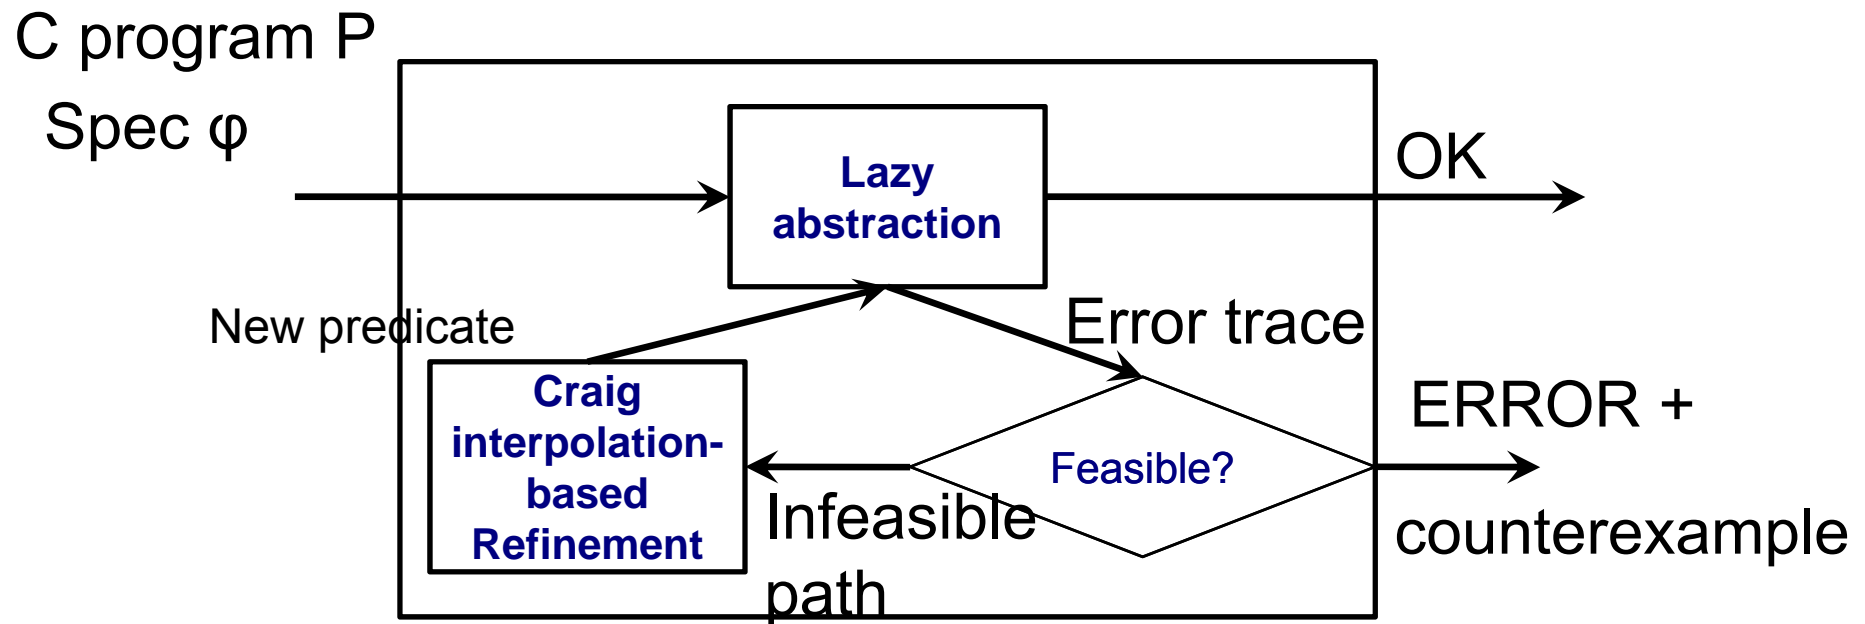 C program P
Spec φ
Lazy
abstraction
OK
New predicate
Error trace
Craig
interpolation-
based
Refinement
Feasible?
Infeasible
path
ERROR +
counterexample